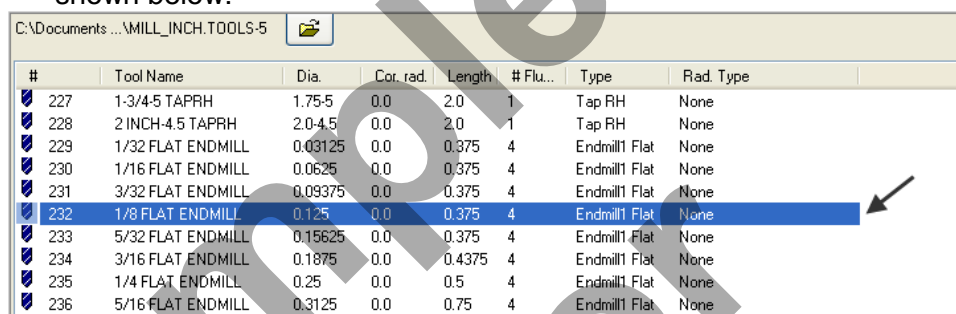 shown below:
C:\Documents ...\MILL_INCH.TOOLS-5
# Tool Name Dia. Cor. rad. Length # Flu... Type Rad. Type
227 1-3/4-5 TAPRH 1.75-5 0.0 2.0 1 Tap RH None
228 2 INCH-4.5 TAPRH 2.0-4.5 0.0 2.0 1 Tap RH None
229 1/32 FLAT ENDMILL 0.03125 0.0 0.375 4 Endmill1 Flat None
230 1/16 FLAT ENDMILL 0.0625 0.0 0.375 4 Endmill1 Flat None
231 3/32 FLAT ENDMILL 0.09375 0.0 0.375 4 Endmill1 Flat None
232 1/8 FLAT ENDMILL 0.125 0.0 0.375 4 Endmill1 Flat None
233 5/32 FLAT ENDMILL 0.15625 0.0 0.375 4 Endmill1 Flat None
234 3/16 FLAT ENDMILL 0.1875 0.0 0.4375 4 Endmill1 Flat None
235 1/4 FLAT ENDMILL 0.25 0.0 0.5 4 Endmill1 Flat None
236 5/16 FLAT ENDMILL 0.3125 0.0 0.75 4 Endmill1 Flat None